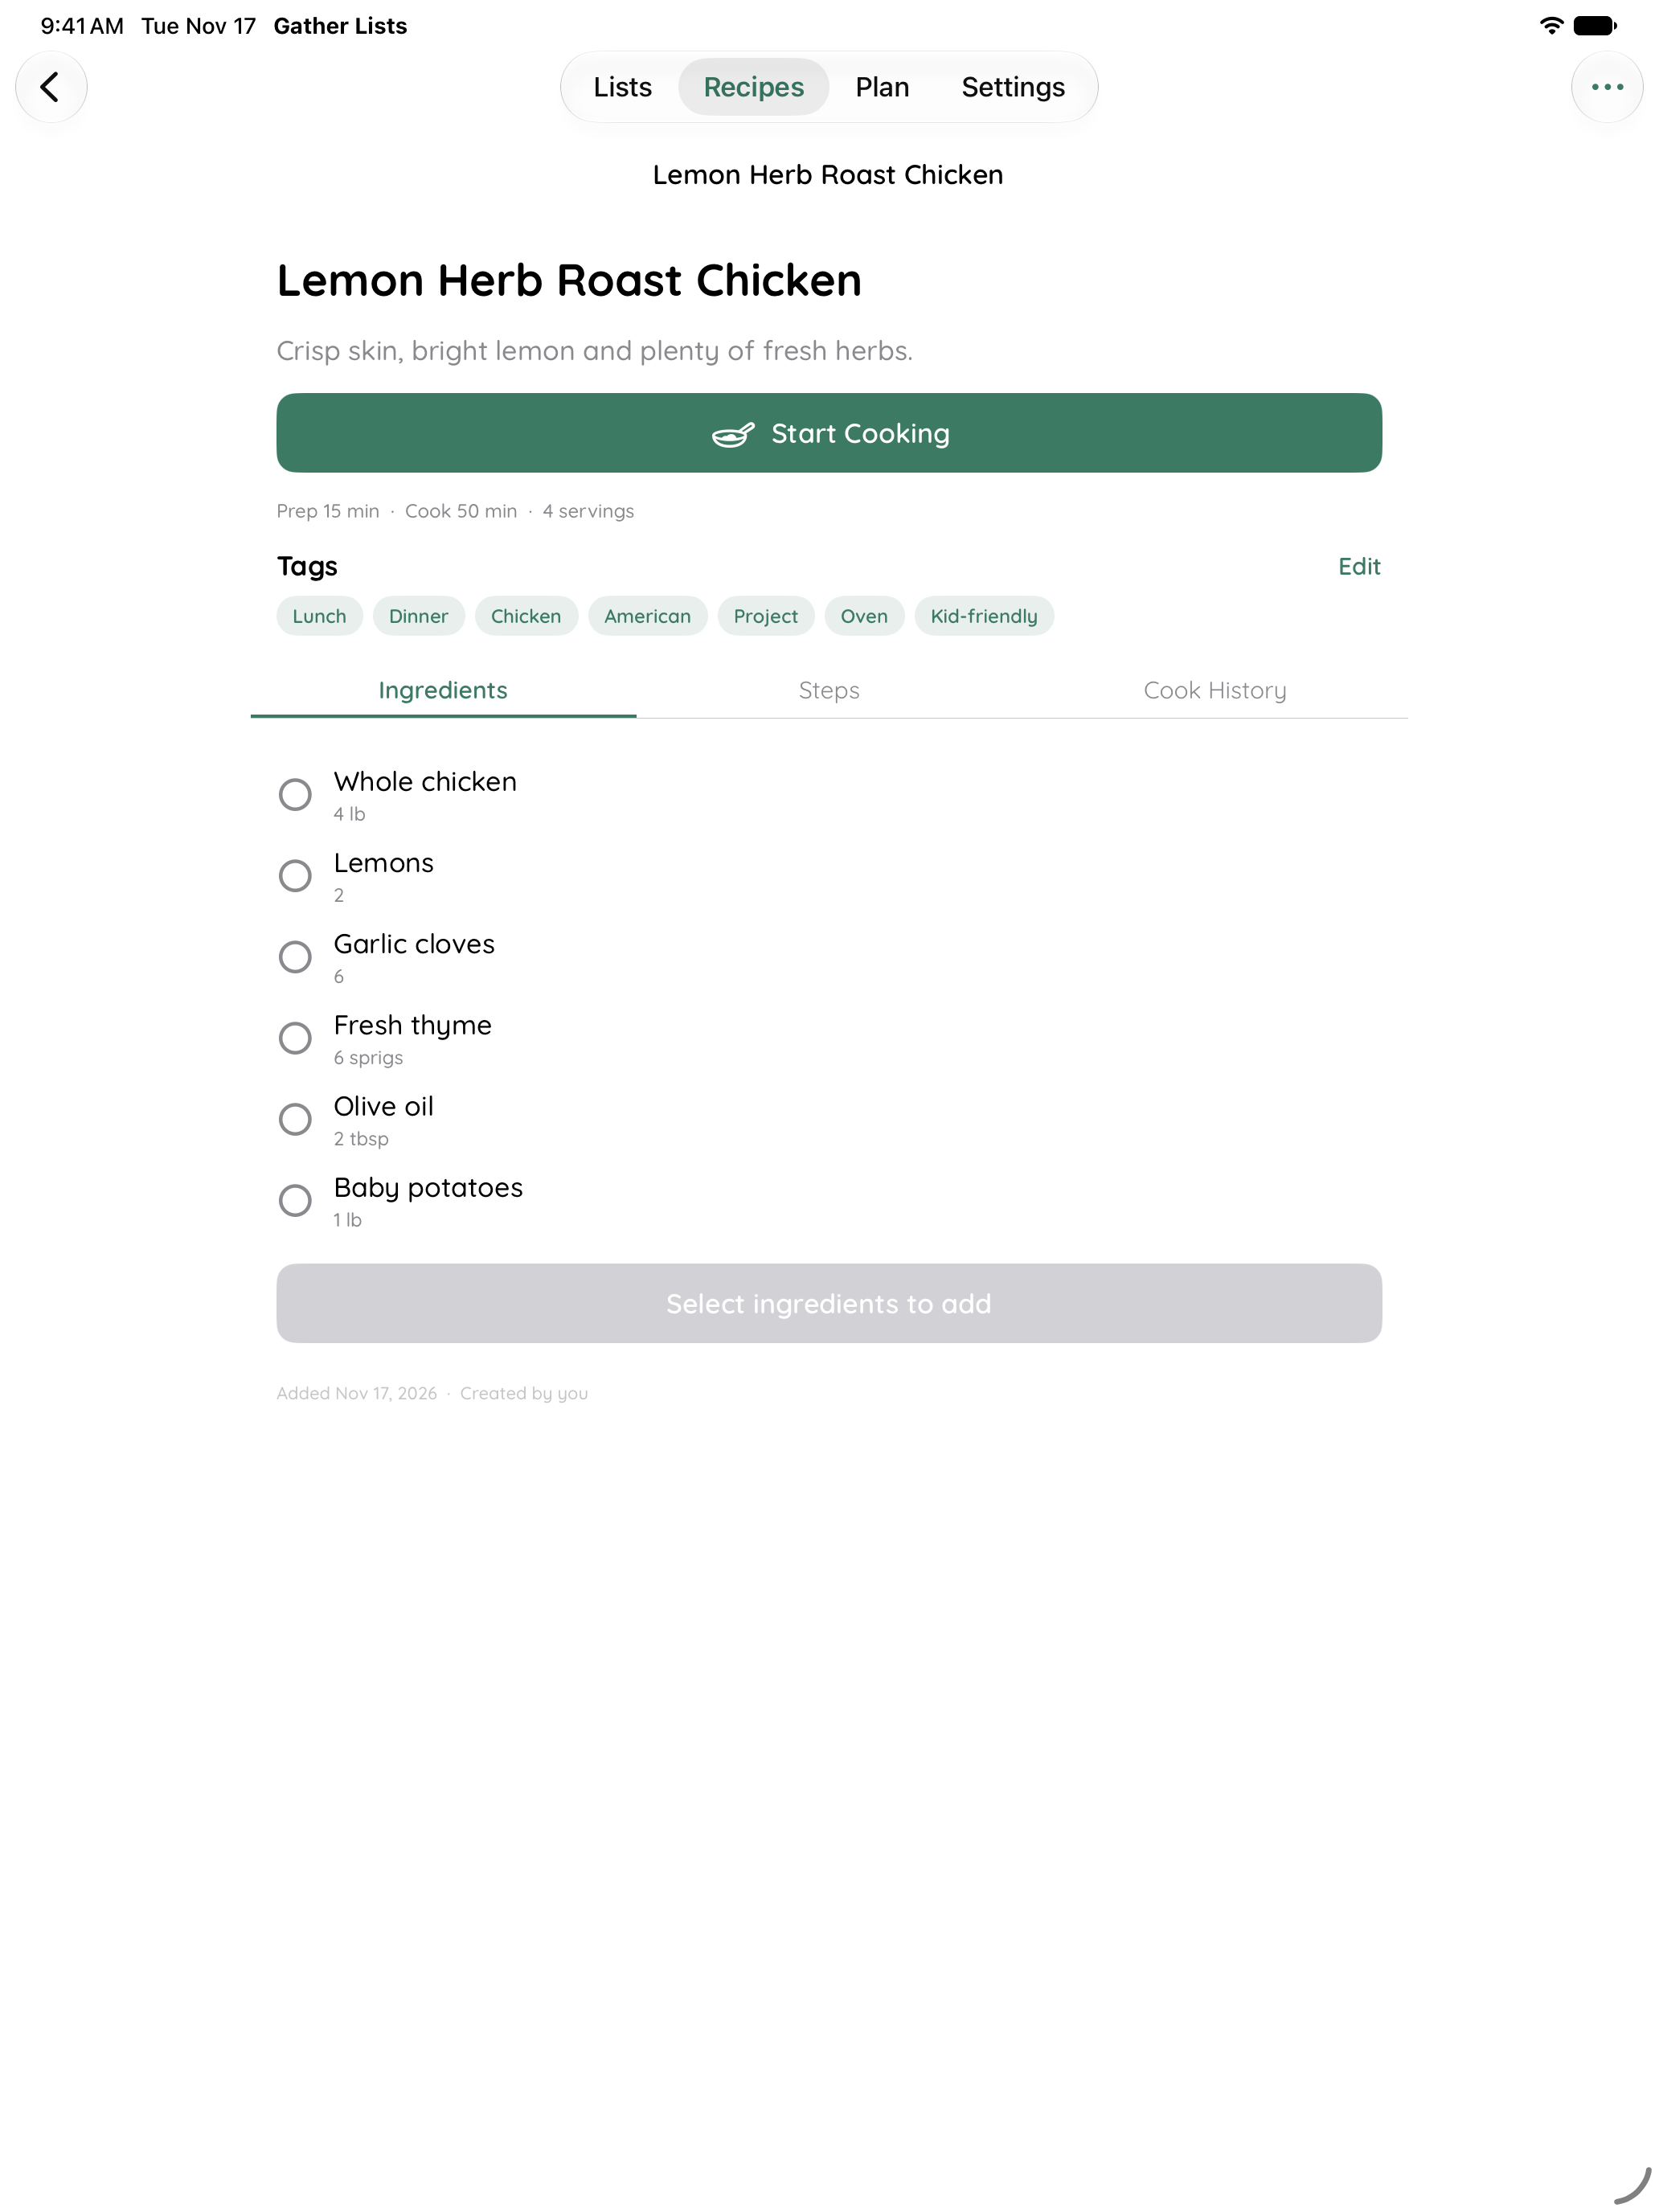 9:41 AM Tue Nov 17 Gather Lists
Lists Recipes Plan Settings
Lemon Herb Roast Chicken
Lemon Herb Roast Chicken
Crisp skin, bright lemon and plenty of fresh herbs.
Start Cooking
Prep 15 min · Cook 50 min · 4 servings
Tags Edit
Lunch Dinner Chicken American Project Oven Kid-friendly
Ingredients Steps Cook History
Whole chicken
4 lb
Lemons
2
Garlic cloves
6
Fresh thyme
6 sprigs
Olive oil
2 tbsp
Baby potatoes
1 lb
Select ingredients to add
Added Nov 17, 2026 · Created by you